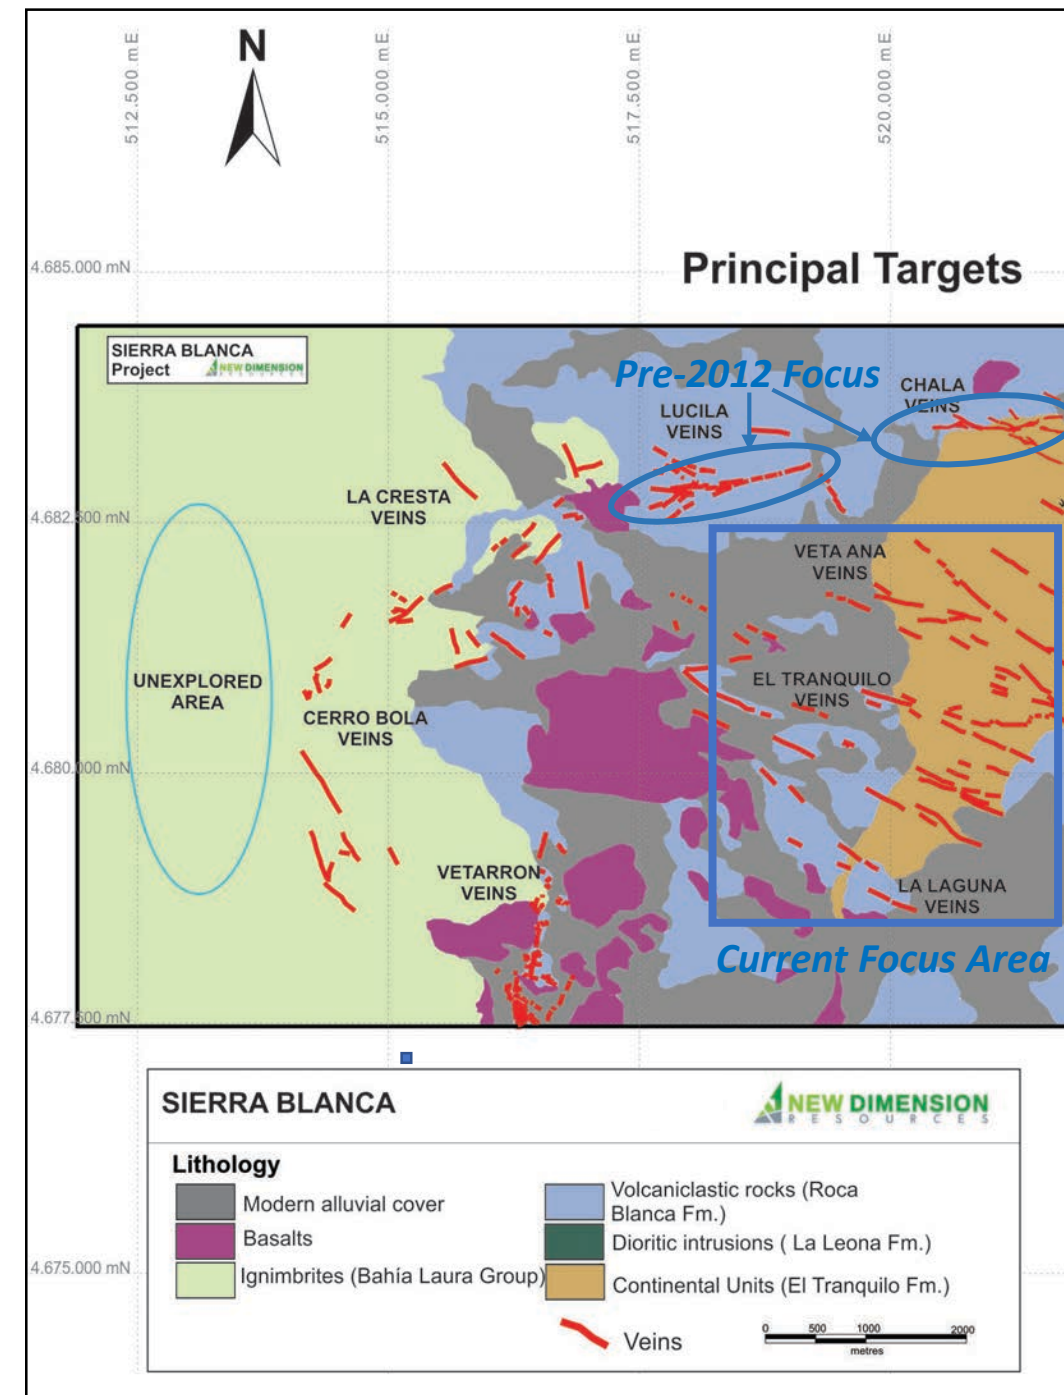 512.500 m E
515.000 m E
517.500 m E
520.000 m E
N
4.685.000 mN
Principal Targets
SIERRA BLANCA
Project
NEW DIMENSION
RESOURCES
Pre-2012 Focus
CHALA
VEINS
LUCILA
VEINS
LA CRESTA
VEINS
4.682.500 mN
VETA ANA
VEINS
UNEXPLORED
AREA
EL TRANQUILO
VEINS
CERRO BOLA
VEINS
4.680.000 mN
VETARRON
VEINS
LA LAGUNA
VEINS
Current Focus Area
4.677.500 mN
SIERRA BLANCA
NEW DIMENSION
RESOURCES
Lithology
Modern alluvial cover
Basalts
Ignimbrites (Bahía Laura Group)
Volcaniclastic rocks (Roca
Blanca Fm.)
Dioritic intrusions ( La Leona Fm.)
Continental Units (El Tranquilo Fm.)
Veins
0 500 1000 2000
metres
4.675.000 mN